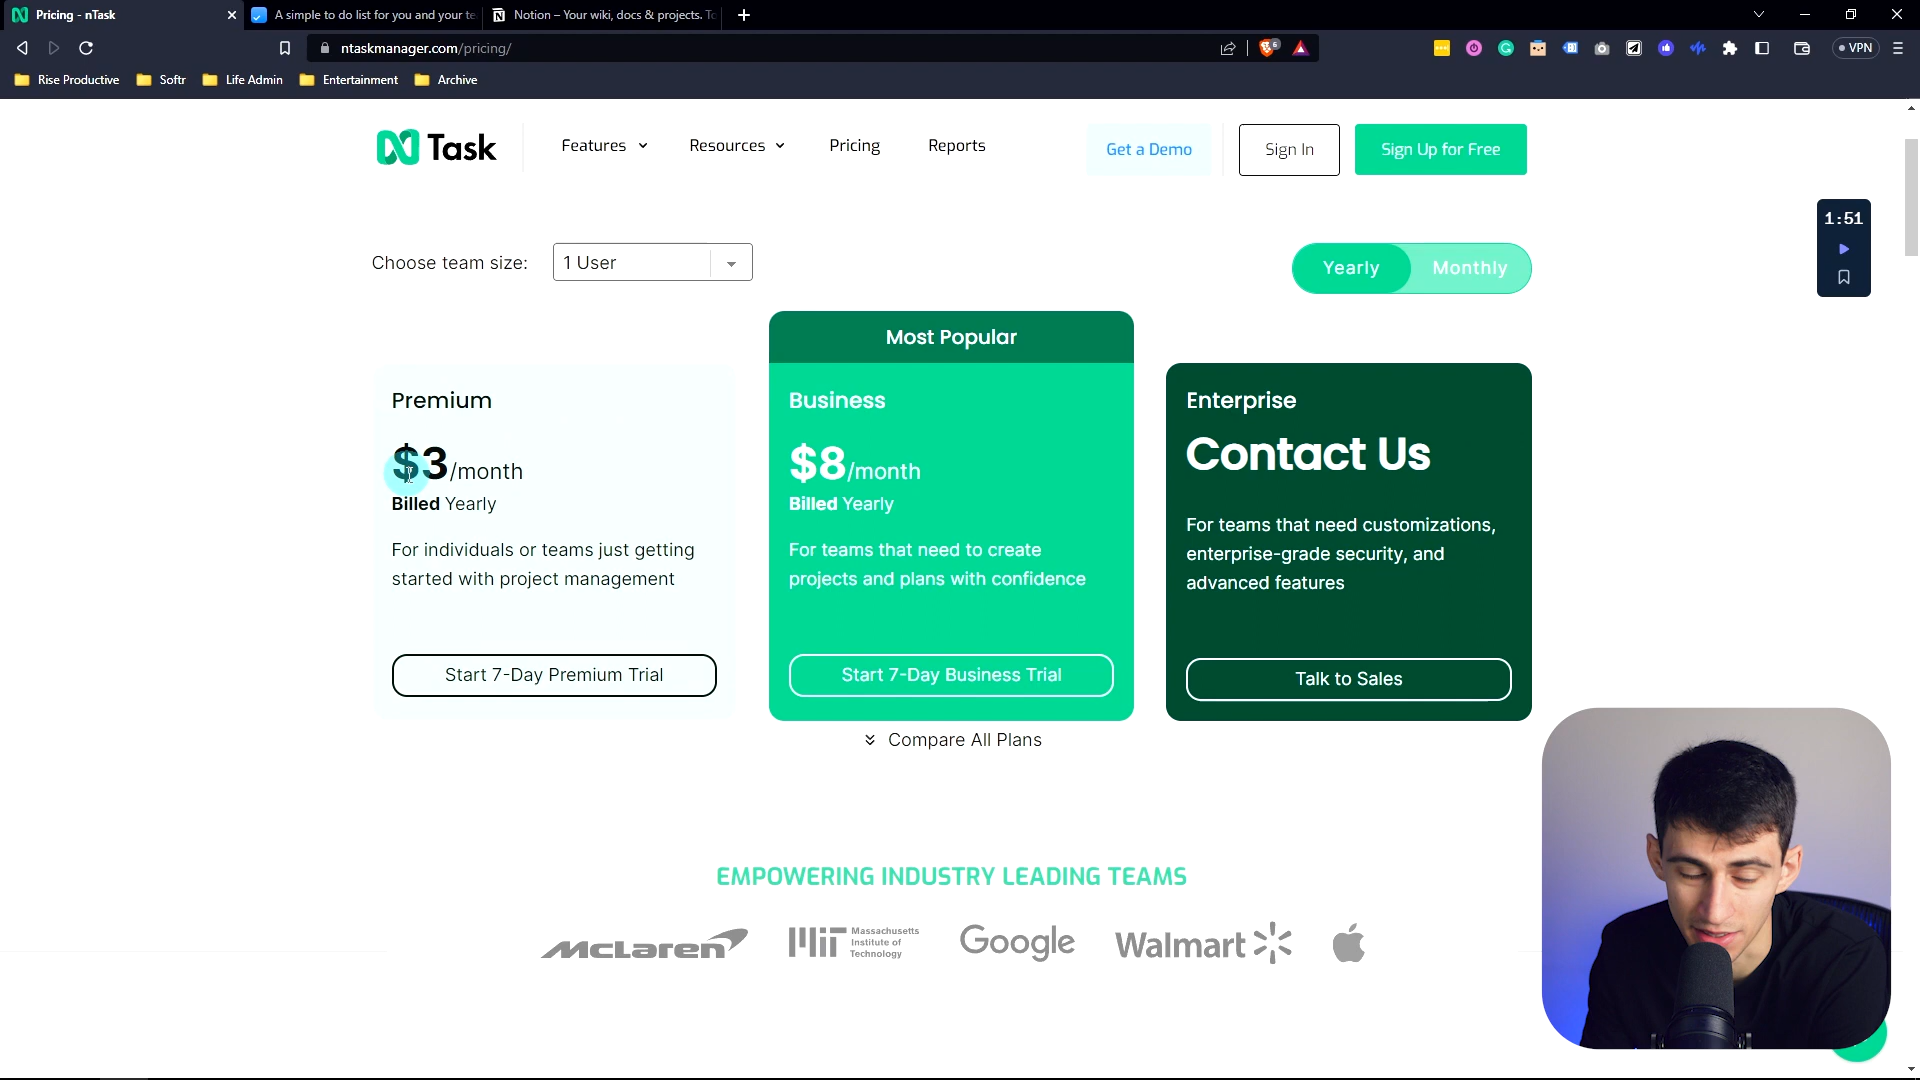 Pricing - nTask
A simple to do list for you and your te
Notion – Your wiki, docs & projects. To
ntaskmanager.com/pricing/
VPN
Rise Productive
Softr
Life Admin
Entertainment
Archive
Task
Features
Resources
Pricing
Reports
Get a Demo
Sign In
Sign Up for Free
1:51
Choose team size:
1 User
Yearly
Monthly
Most Popular
Premium
$3/month
Billed Yearly
For individuals or teams just getting
started with project management
Start 7-Day Premium Trial
Business
$8/month
Billed Yearly
For teams that need to create
projects and plans with confidence
Start 7-Day Business Trial
Enterprise
Contact Us
For teams that need customizations,
enterprise-grade security, and
advanced features
Talk to Sales
Compare All Plans
EMPOWERING INDUSTRY LEADING TEAMS
McLaren
MIT
Massachusetts
Institute of
Technology
Google
Walmart